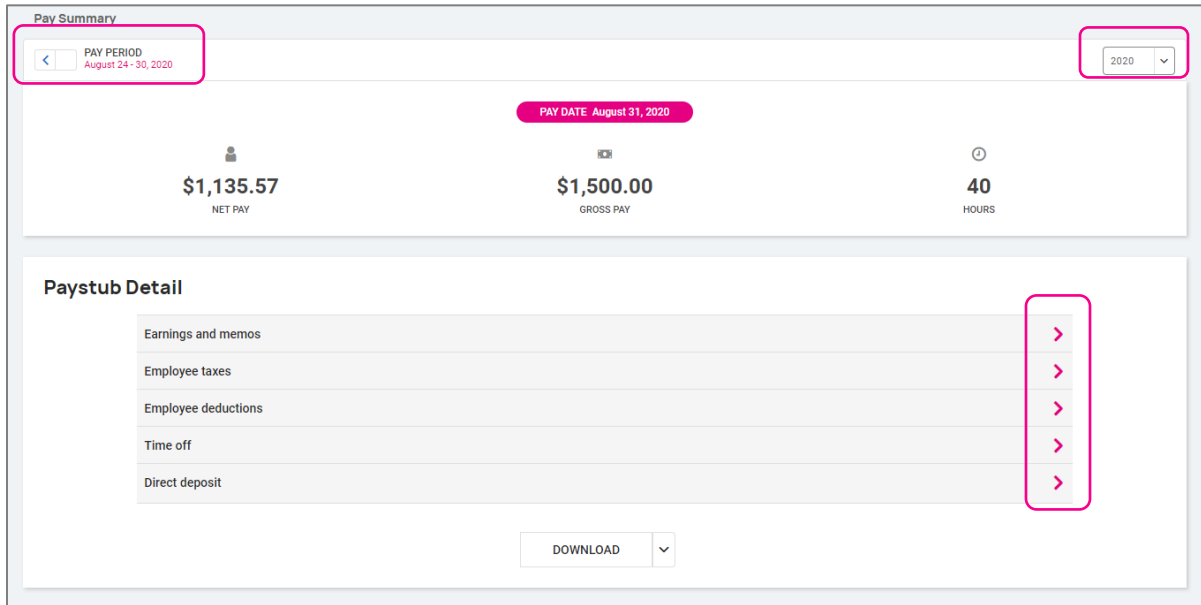 Pay Summary
PAY PERIOD
August 24 - 30, 2020
2020
PAY DATE August 31, 2020
$1,135.57
NET PAY
$1,500.00
GROSS PAY
40
HOURS
Paystub Detail
Earnings and memos
Employee taxes
Employee deductions
Time off
Direct deposit
DOWNLOAD